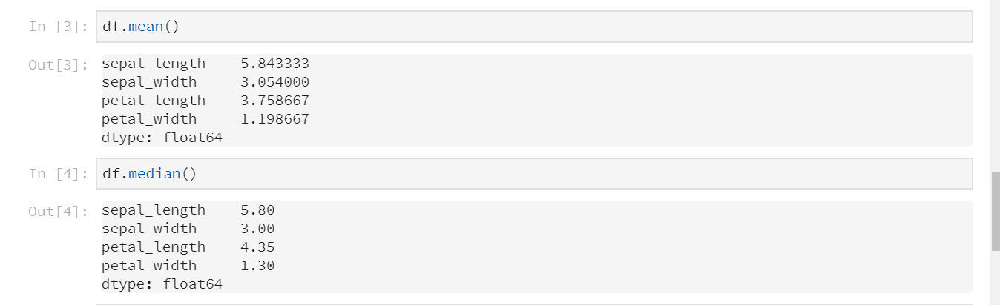 In [3]: df.mean()
Out[3]: sepal_length    5.843333
sepal_width     3.054000
petal_length    3.758667
petal_width     1.198667
dtype: float64
In [4]: df.median()
Out[4]: sepal_length    5.80
sepal_width     3.00
petal_length    4.35
petal_width     1.30
dtype: float64